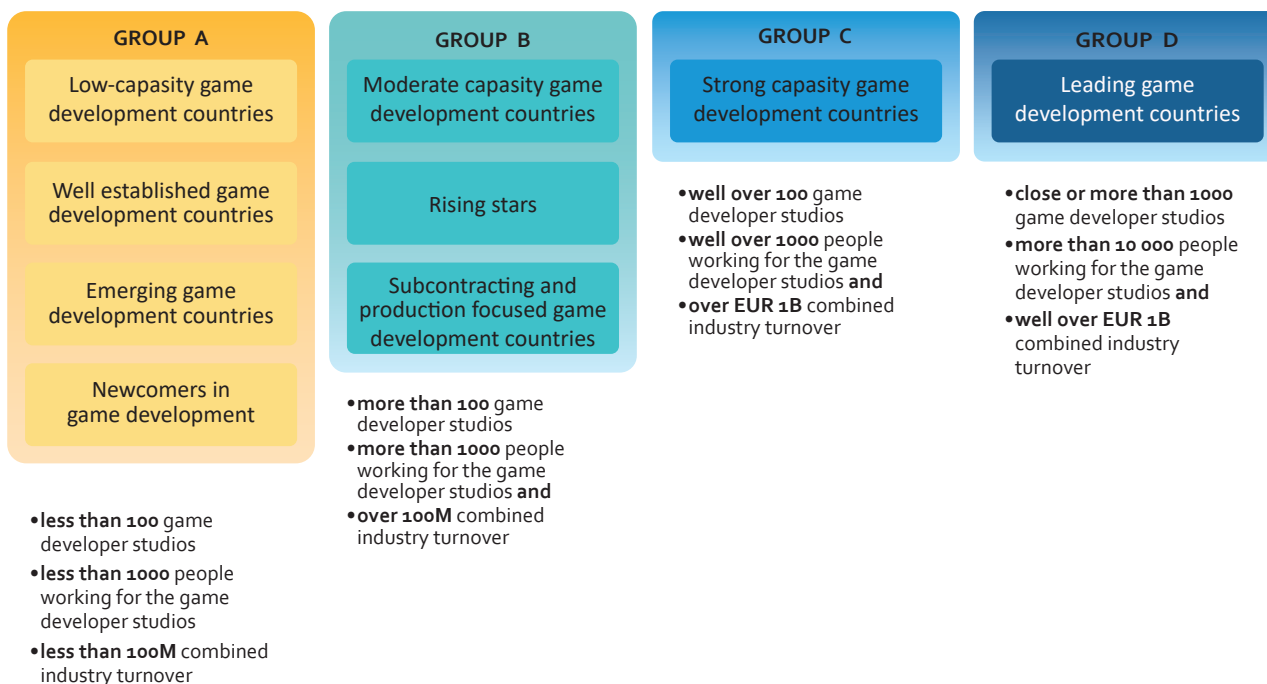 GROUP A
Low-capasity game
development countries
Well established game
development countries
Emerging game
development countries
Newcomers in
game development
•less than 100 game
developer studios
•less than 1000 people
working for the game
developer studios
•less than 100M combined
industry turnover
GROUP B
Moderate capasity game
development countries
Rising stars
Subcontracting and
production focused game
development countries
•more than 100 game
developer studios
•more than 1000 people
working for the game
developer studios and
•over 100M combined
industry turnover
GROUP C
Strong capasity game
development countries
•well over 100 game
developer studios
•well over 1000 people
working for the game
developer studios and
•over EUR 1B combined
industry turnover
GROUP D
Leading game
development countries
•close or more than 1000
game developer studios
•more than 10 000 people
working for the game
developer studios and
•well over EUR 1B
combined industry
turnover